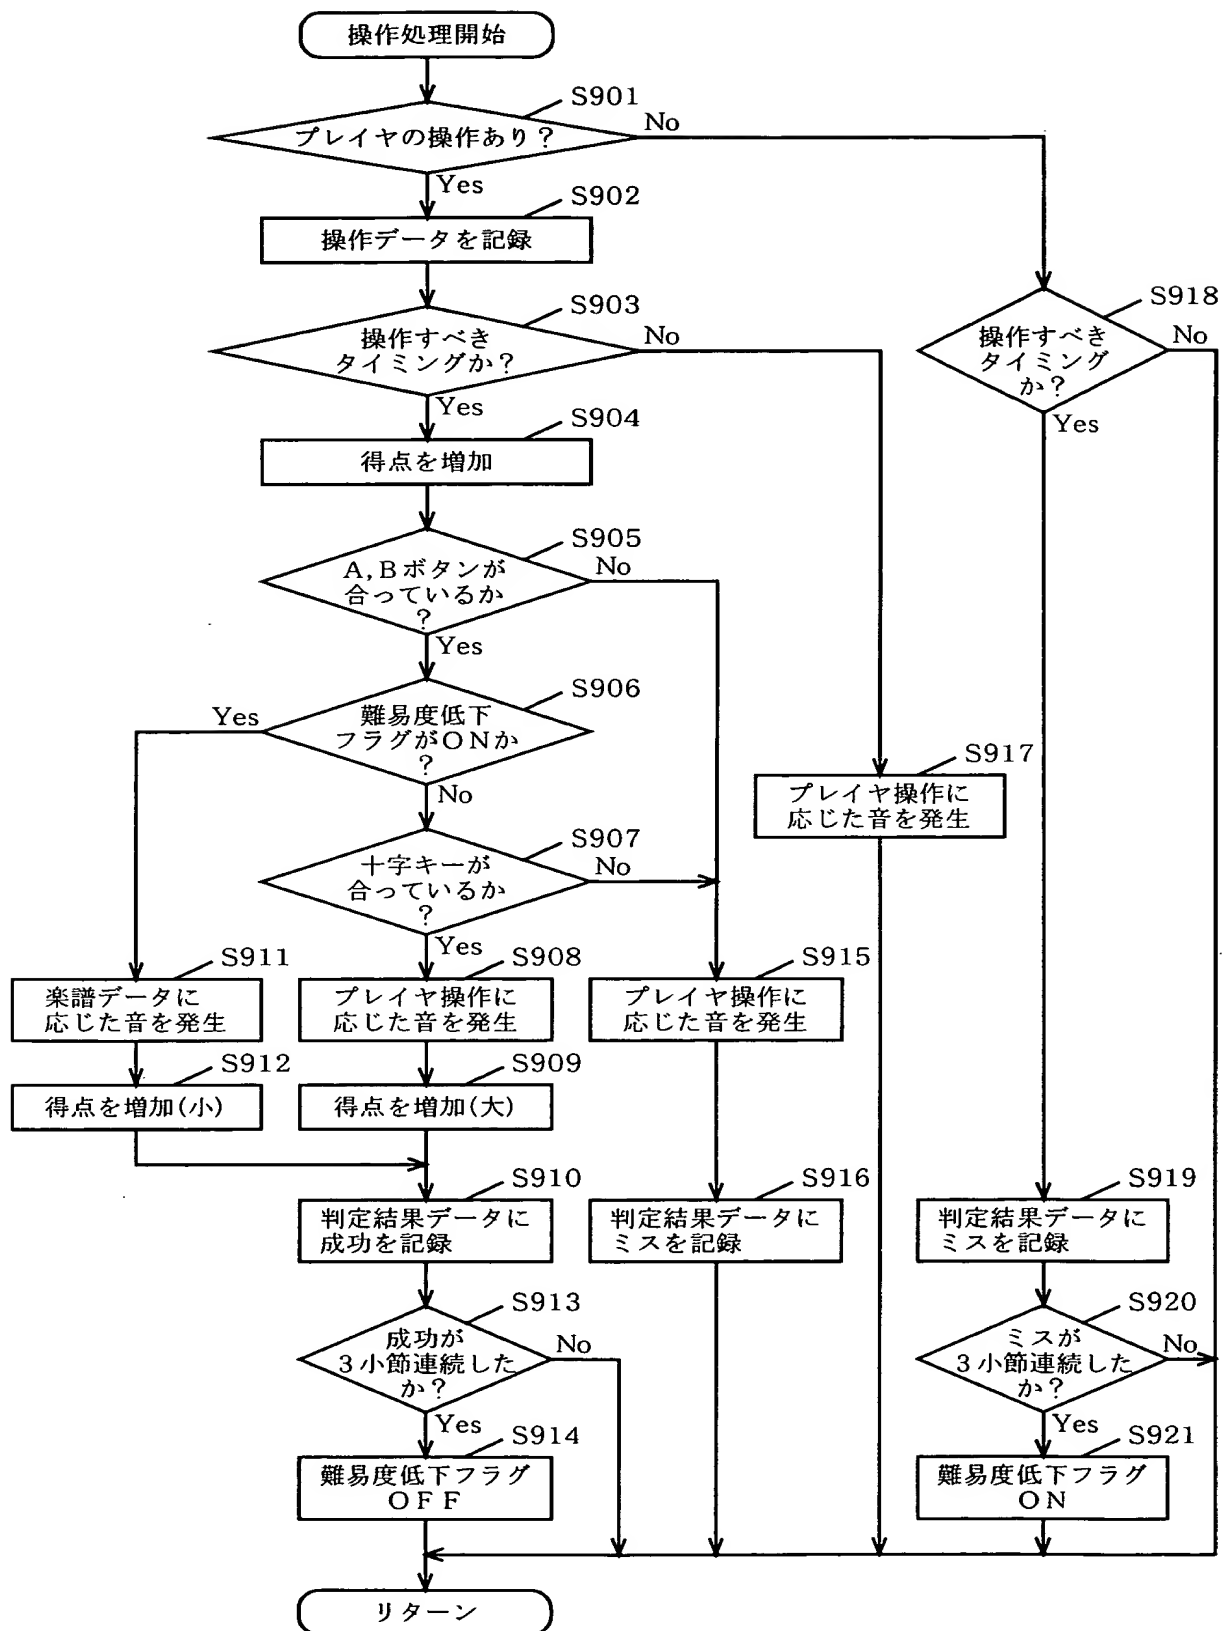 操作処理開始
S901
プレイヤの操作あり？
No
Yes
S902
操作データを記録
S903
操作すべき
タイミングか？
No
Yes
S918
操作すべき
タイミング
か？
No
Yes
S904
得点を増加
S905
A,Bボタンが
合っているか
？
No
Yes
S906
難易度低下
フラグがONか
？
Yes
No
S917
プレイヤ操作に
応じた音を発生
S907
十字キーが
合っているか
？
No
Yes
S911
楽譜データに
応じた音を発生
S908
プレイヤ操作に
応じた音を発生
S915
プレイヤ操作に
応じた音を発生
S912
得点を増加(小)
S909
得点を増加(大)
S910
判定結果データに
成功を記録
S916
判定結果データに
ミスを記録
S919
判定結果データに
ミスを記録
S913
成功が
3小節連続した
か？
No
Yes
S920
ミスが
3小節連続した
か？
No
Yes
S914
難易度低下フラグ
OFF
S921
難易度低下フラグ
ON
リターン